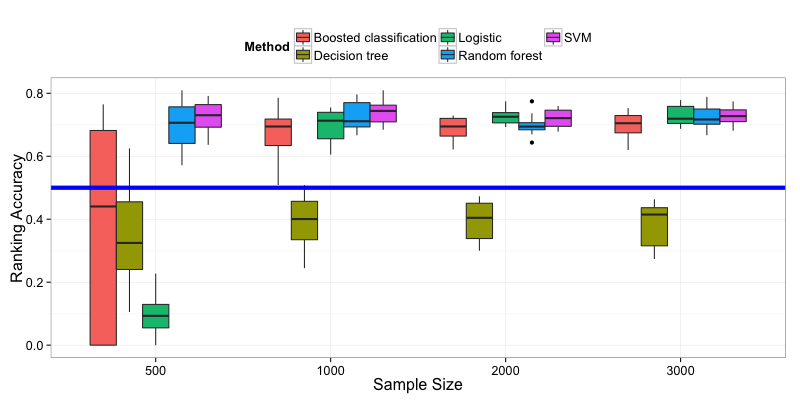 Method
Boosted classification Logistic SVM
Decision tree Random forest
Ranking Accuracy
0.8
0.6
0.4
0.2
0.0
500 1000 2000 3000
Sample Size